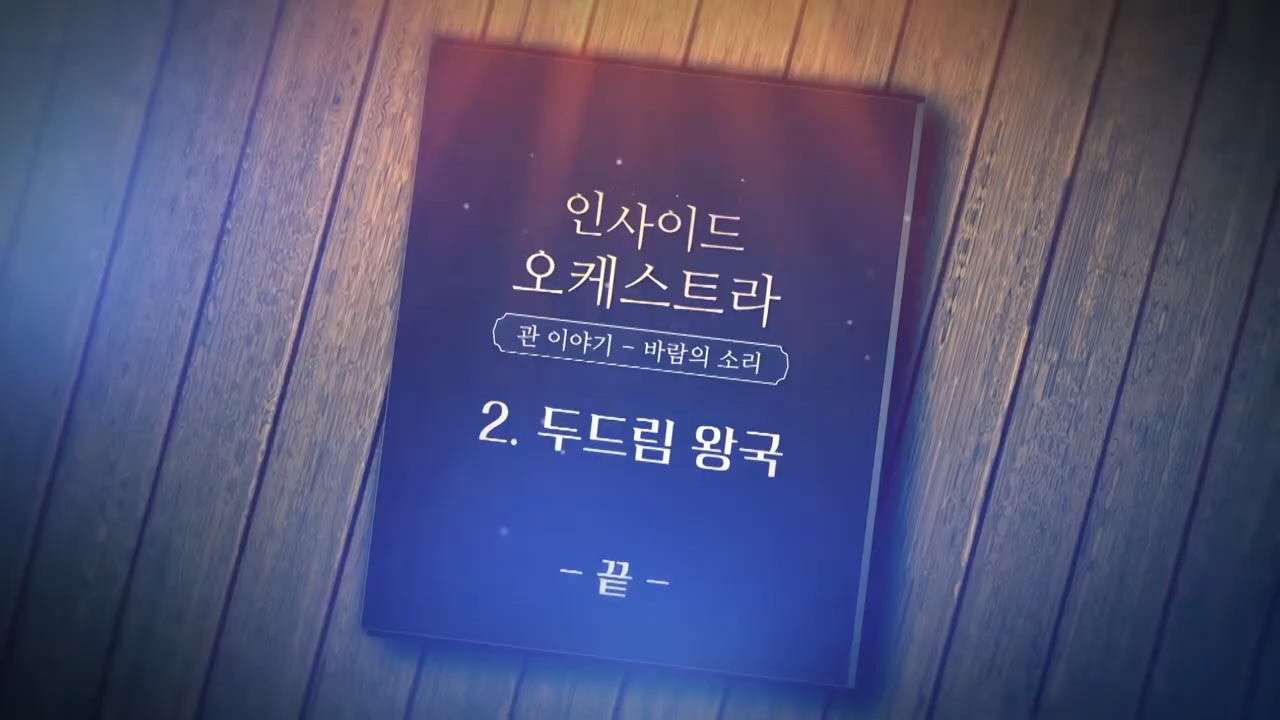 인사이드
오케스트라
관 이야기 - 바람의 소리
2. 두드림 왕국
- 끝 -